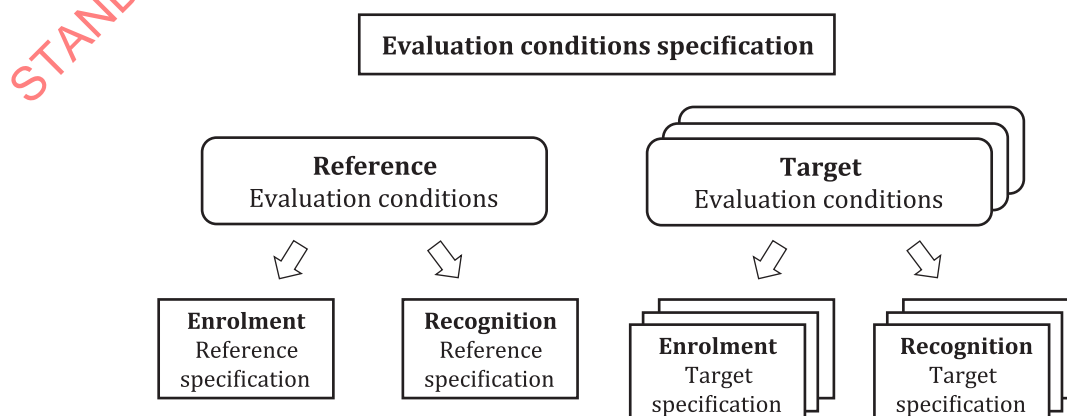 Evaluation conditions specification
Reference
Evaluation conditions
Target
Evaluation conditions
Enrolment
Reference
specification
Recognition
Reference
specification
Enrolment
Target
specification
Recognition
Target
specification